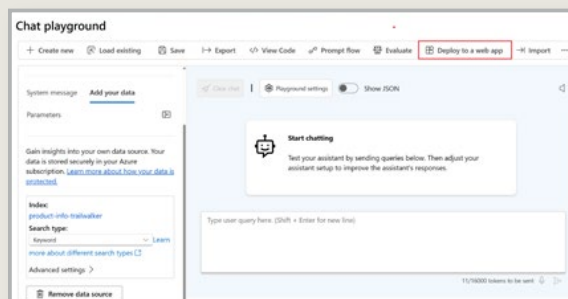 Chat playground
+ Create new Load existing Save Export </> View Code Prompt flow Evaluate Deploy to a web app Import ...
System message Add your data
Parameters
Clear chat | Playground settings Show JSON
Gain insights into your own data source. Your
data is stored securely in your Azure
subscription. Learn more about how your data is
protected.
Index:
product-info-trailwalker
Search type:
Keyword Learn
more about different search types
Advanced settings >
Remove data source
Start chatting
Test your assistant by sending queries below. Then adjust your
assistant setup to improve the assistant's responses.
Type user query here. (Shift + Enter for new line)
11/16000 tokens to be sent